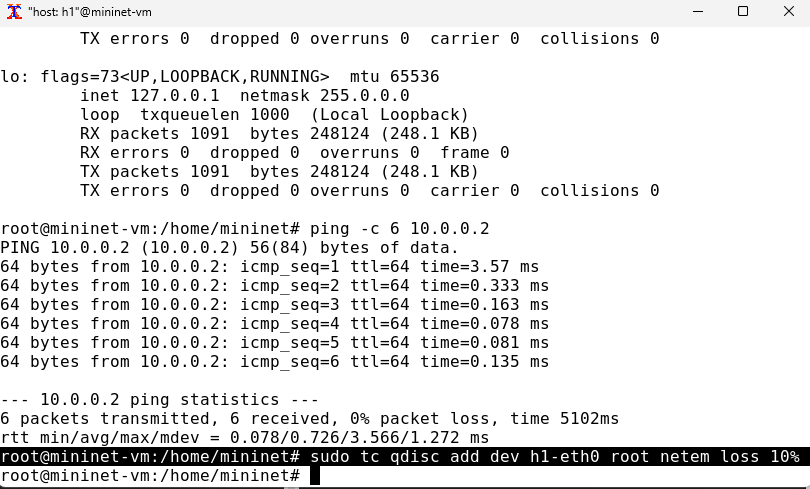 "host: h1"@mininet-vm
TX errors 0  dropped 0 overruns 0  carrier 0  collisions 0
lo: flags=73<UP,LOOPBACK,RUNNING>  mtu 65536
inet 127.0.0.1  netmask 255.0.0.0
loop  txqueuelen 1000  (Local Loopback)
RX packets 1091  bytes 248124 (248.1 KB)
RX errors 0  dropped 0  overruns 0  frame 0
TX packets 1091  bytes 248124 (248.1 KB)
TX errors 0  dropped 0 overruns 0  carrier 0  collisions 0
root@mininet-vm:/home/mininet# ping -c 6 10.0.0.2
PING 10.0.0.2 (10.0.0.2) 56(84) bytes of data.
64 bytes from 10.0.0.2: icmp_seq=1 ttl=64 time=3.57 ms
64 bytes from 10.0.0.2: icmp_seq=2 ttl=64 time=0.333 ms
64 bytes from 10.0.0.2: icmp_seq=3 ttl=64 time=0.163 ms
64 bytes from 10.0.0.2: icmp_seq=4 ttl=64 time=0.078 ms
64 bytes from 10.0.0.2: icmp_seq=5 ttl=64 time=0.081 ms
64 bytes from 10.0.0.2: icmp_seq=6 ttl=64 time=0.135 ms
--- 10.0.0.2 ping statistics ---
6 packets transmitted, 6 received, 0% packet loss, time 5102ms
rtt min/avg/max/mdev = 0.078/0.726/3.566/1.272 ms
root@mininet-vm:/home/mininet# sudo tc qdisc add dev h1-eth0 root netem loss 10%
root@mininet-vm:/home/mininet#